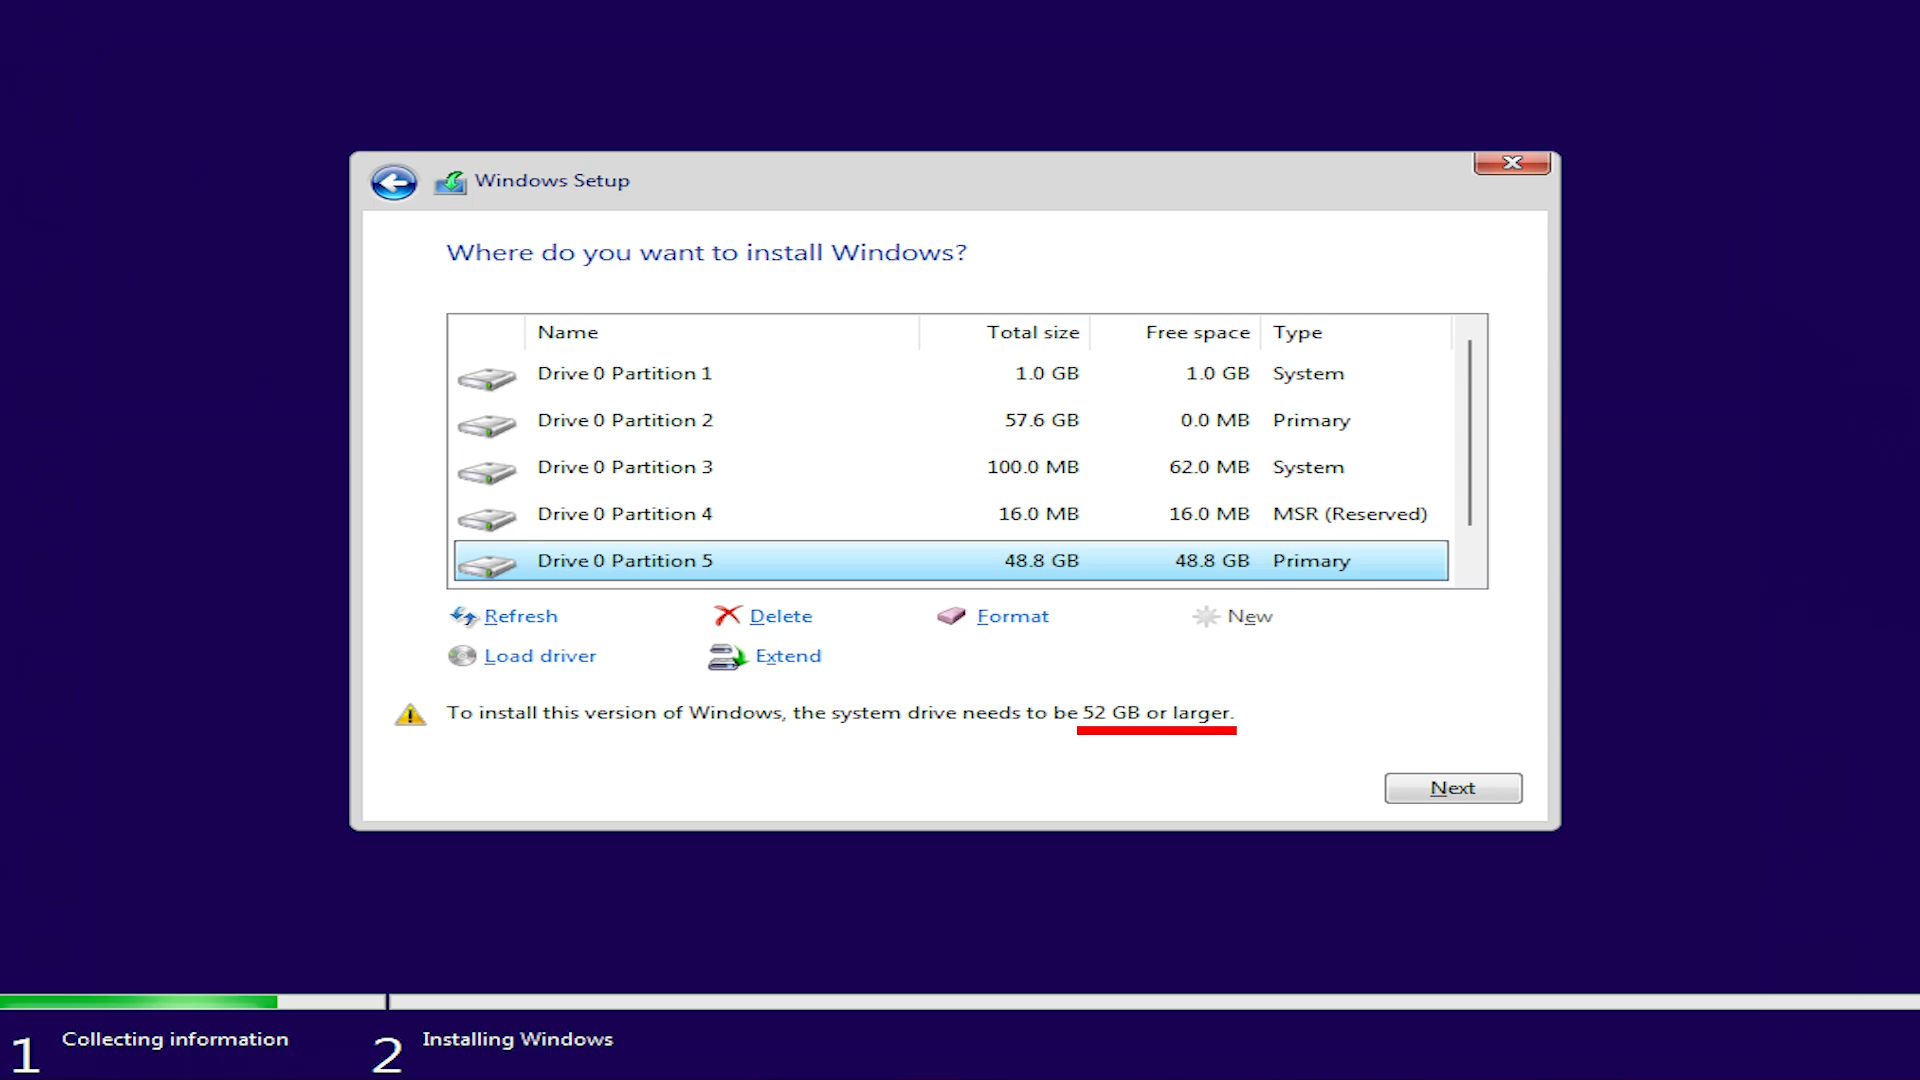 Windows Setup
Where do you want to install Windows?
Name Total size Free space Type
Drive 0 Partition 1 1.0 GB 1.0 GB System
Drive 0 Partition 2 57.6 GB 0.0 MB Primary
Drive 0 Partition 3 100.0 MB 62.0 MB System
Drive 0 Partition 4 16.0 MB 16.0 MB MSR (Reserved)
Drive 0 Partition 5 48.8 GB 48.8 GB Primary
Refresh Delete Format New
Load driver Extend
To install this version of Windows, the system drive needs to be 52 GB or larger.
Next
1 Collecting information 2 Installing Windows